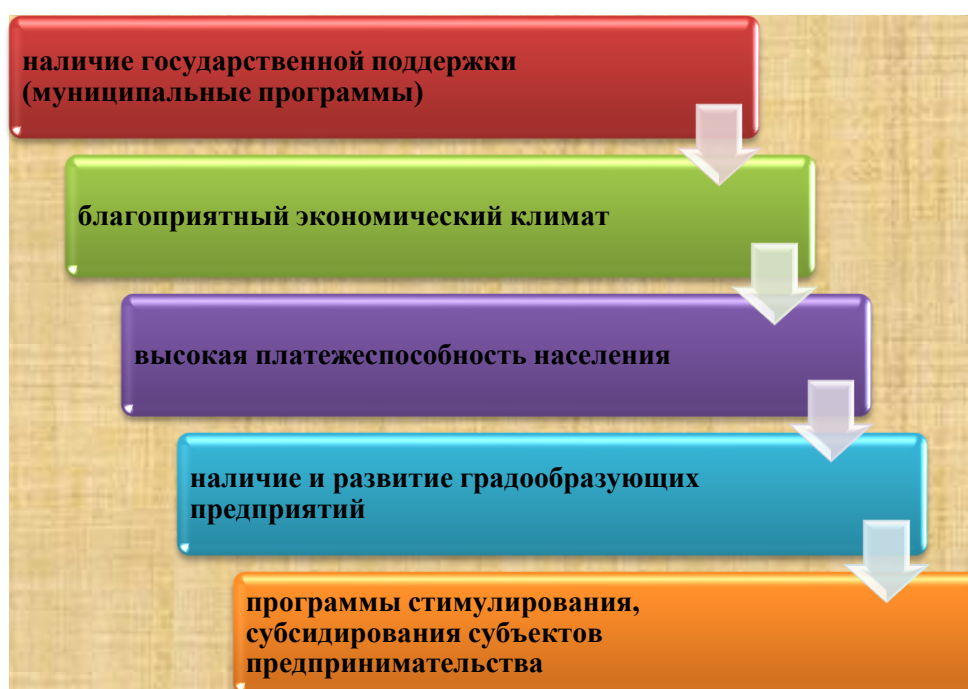 наличие государственной поддержки
(муниципальные программы)
благоприятный экономический климат
высокая платежеспособность населения
наличие и развитие градообразующих
предприятий
программы стимулирования,
субсидирования субъектов
предпринимательства